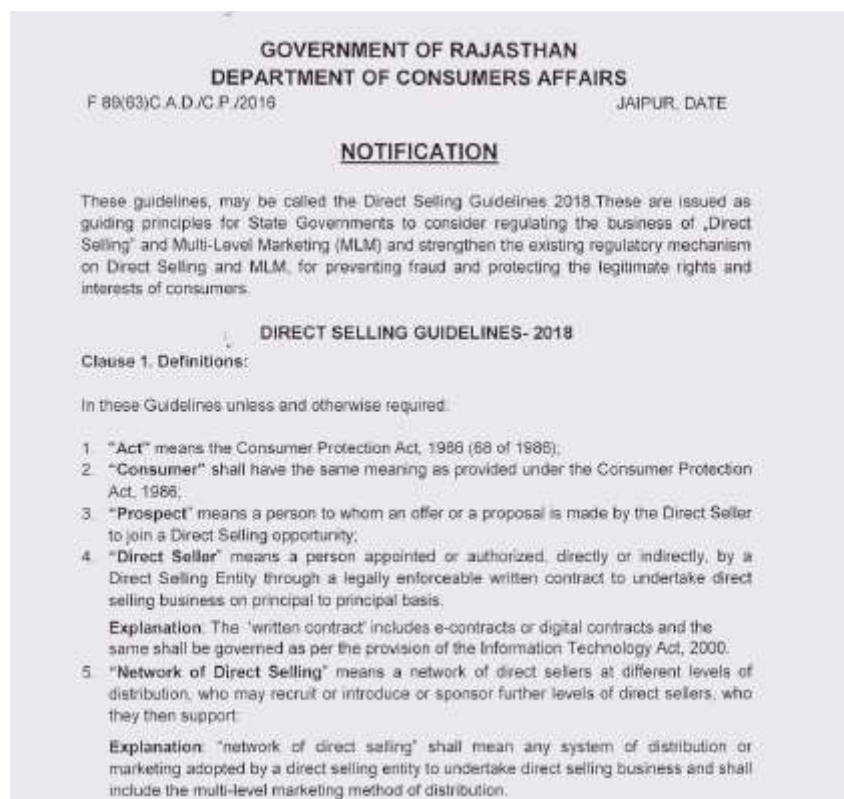 GOVERNMENT OF RAJASTHAN
DEPARTMENT OF CONSUMERS AFFAIRS
F 89(63)C.A.D./C.P./2016 JAIPUR, DATE
NOTIFICATION
These guidelines, may be called the Direct Selling Guidelines 2018.These are issued as
guiding principles for State Governments to consider regulating the business of „Direct
Selling" and Multi-Level Marketing (MLM) and strengthen the existing regulatory mechanism
on Direct Selling and MLM, for preventing fraud and protecting the legitimate rights and
interests of consumers.
DIRECT SELLING GUIDELINES- 2018
Clause 1. Definitions:
In these Guidelines unless and otherwise required:
1. "Act" means the Consumer Protection Act, 1986 (68 of 1986);
2. "Consumer" shall have the same meaning as provided under the Consumer Protection
Act, 1986;
3. "Prospect" means a person to whom an offer or a proposal is made by the Direct Seller
to join a Direct Selling opportunity;
4. "Direct Seller" means a person appointed or authorized, directly or indirectly, by a
Direct Selling Entity through a legally enforceable written contract to undertake direct
selling business on principal to principal basis.
Explanation: The 'written contract' includes e-contracts or digital contracts and the
same shall be governed as per the provision of the Information Technology Act, 2000.
5. "Network of Direct Selling" means a network of direct sellers at different levels of
distribution, who may recruit or introduce or sponsor further levels of direct sellers, who
they then support:
Explanation: "network of direct selling" shall mean any system of distribution or
marketing adopted by a direct selling entity to undertake direct selling business and shall
include the multi-level marketing method of distribution.